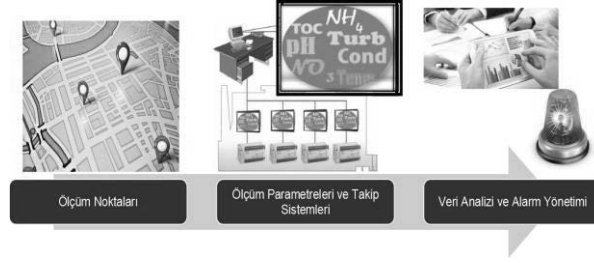 NH4
TOC
Turb
pH
Cond
NO3
Temp
Ölçüm Noktaları
Ölçüm Parametreleri ve Takip
Sistemleri
Veri Analizi ve Alarm Yönetimi